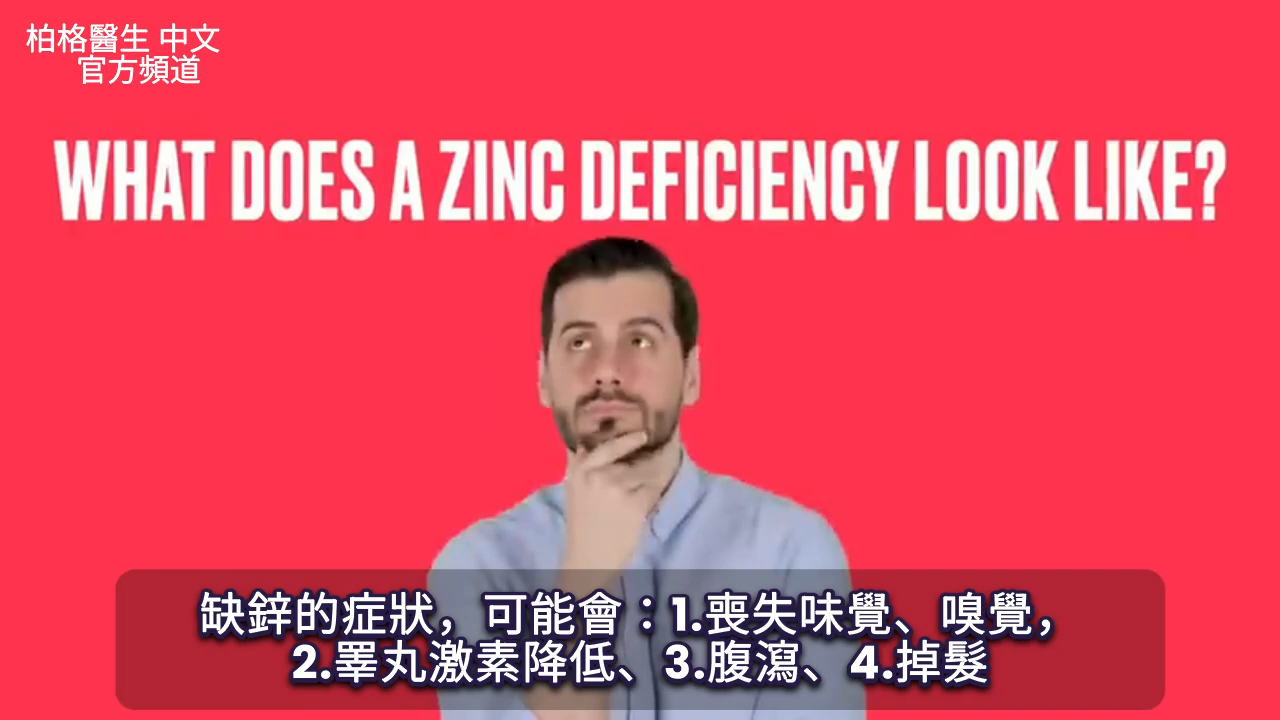 柏格醫生 中文
官方頻道
WHAT DOES A ZINC DEFICIENCY LOOK LIKE?
缺鋅的症狀，可能會：1.喪失味覺、嗅覺，
2.睪丸激素降低、3.腹瀉、4.掉髮